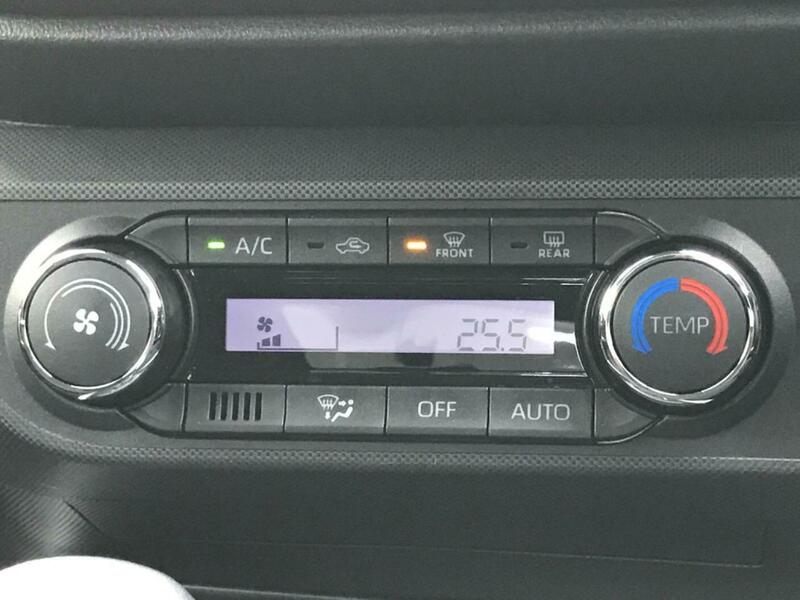 A/C
FRONT
REAR
25.5
TEMP
OFF
AUTO